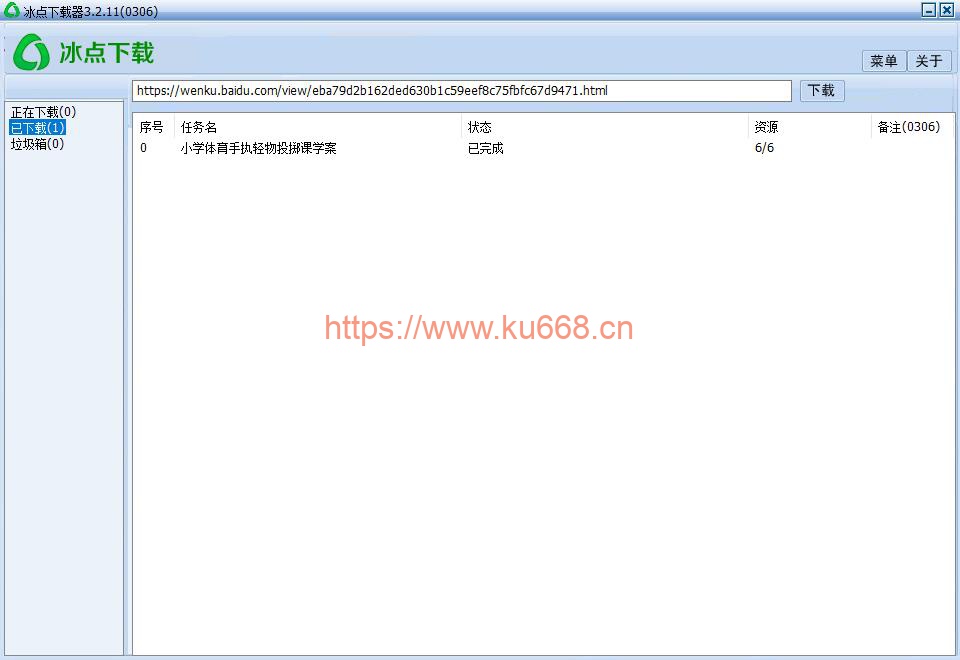 冰点下载器3.2.11(0306)
冰点下载
菜单 关于
https://wenku.baidu.com/view/eba79d2b162ded630b1c59eef8c75fbfc67d9471.html 下载
正在下载(0)
已下载(1)
垃圾箱(0)
序号 任务名 状态 资源 备注(0306)
0 小学体育手执轻物投掷课学案 已完成 6/6
https://www.ku668.cn